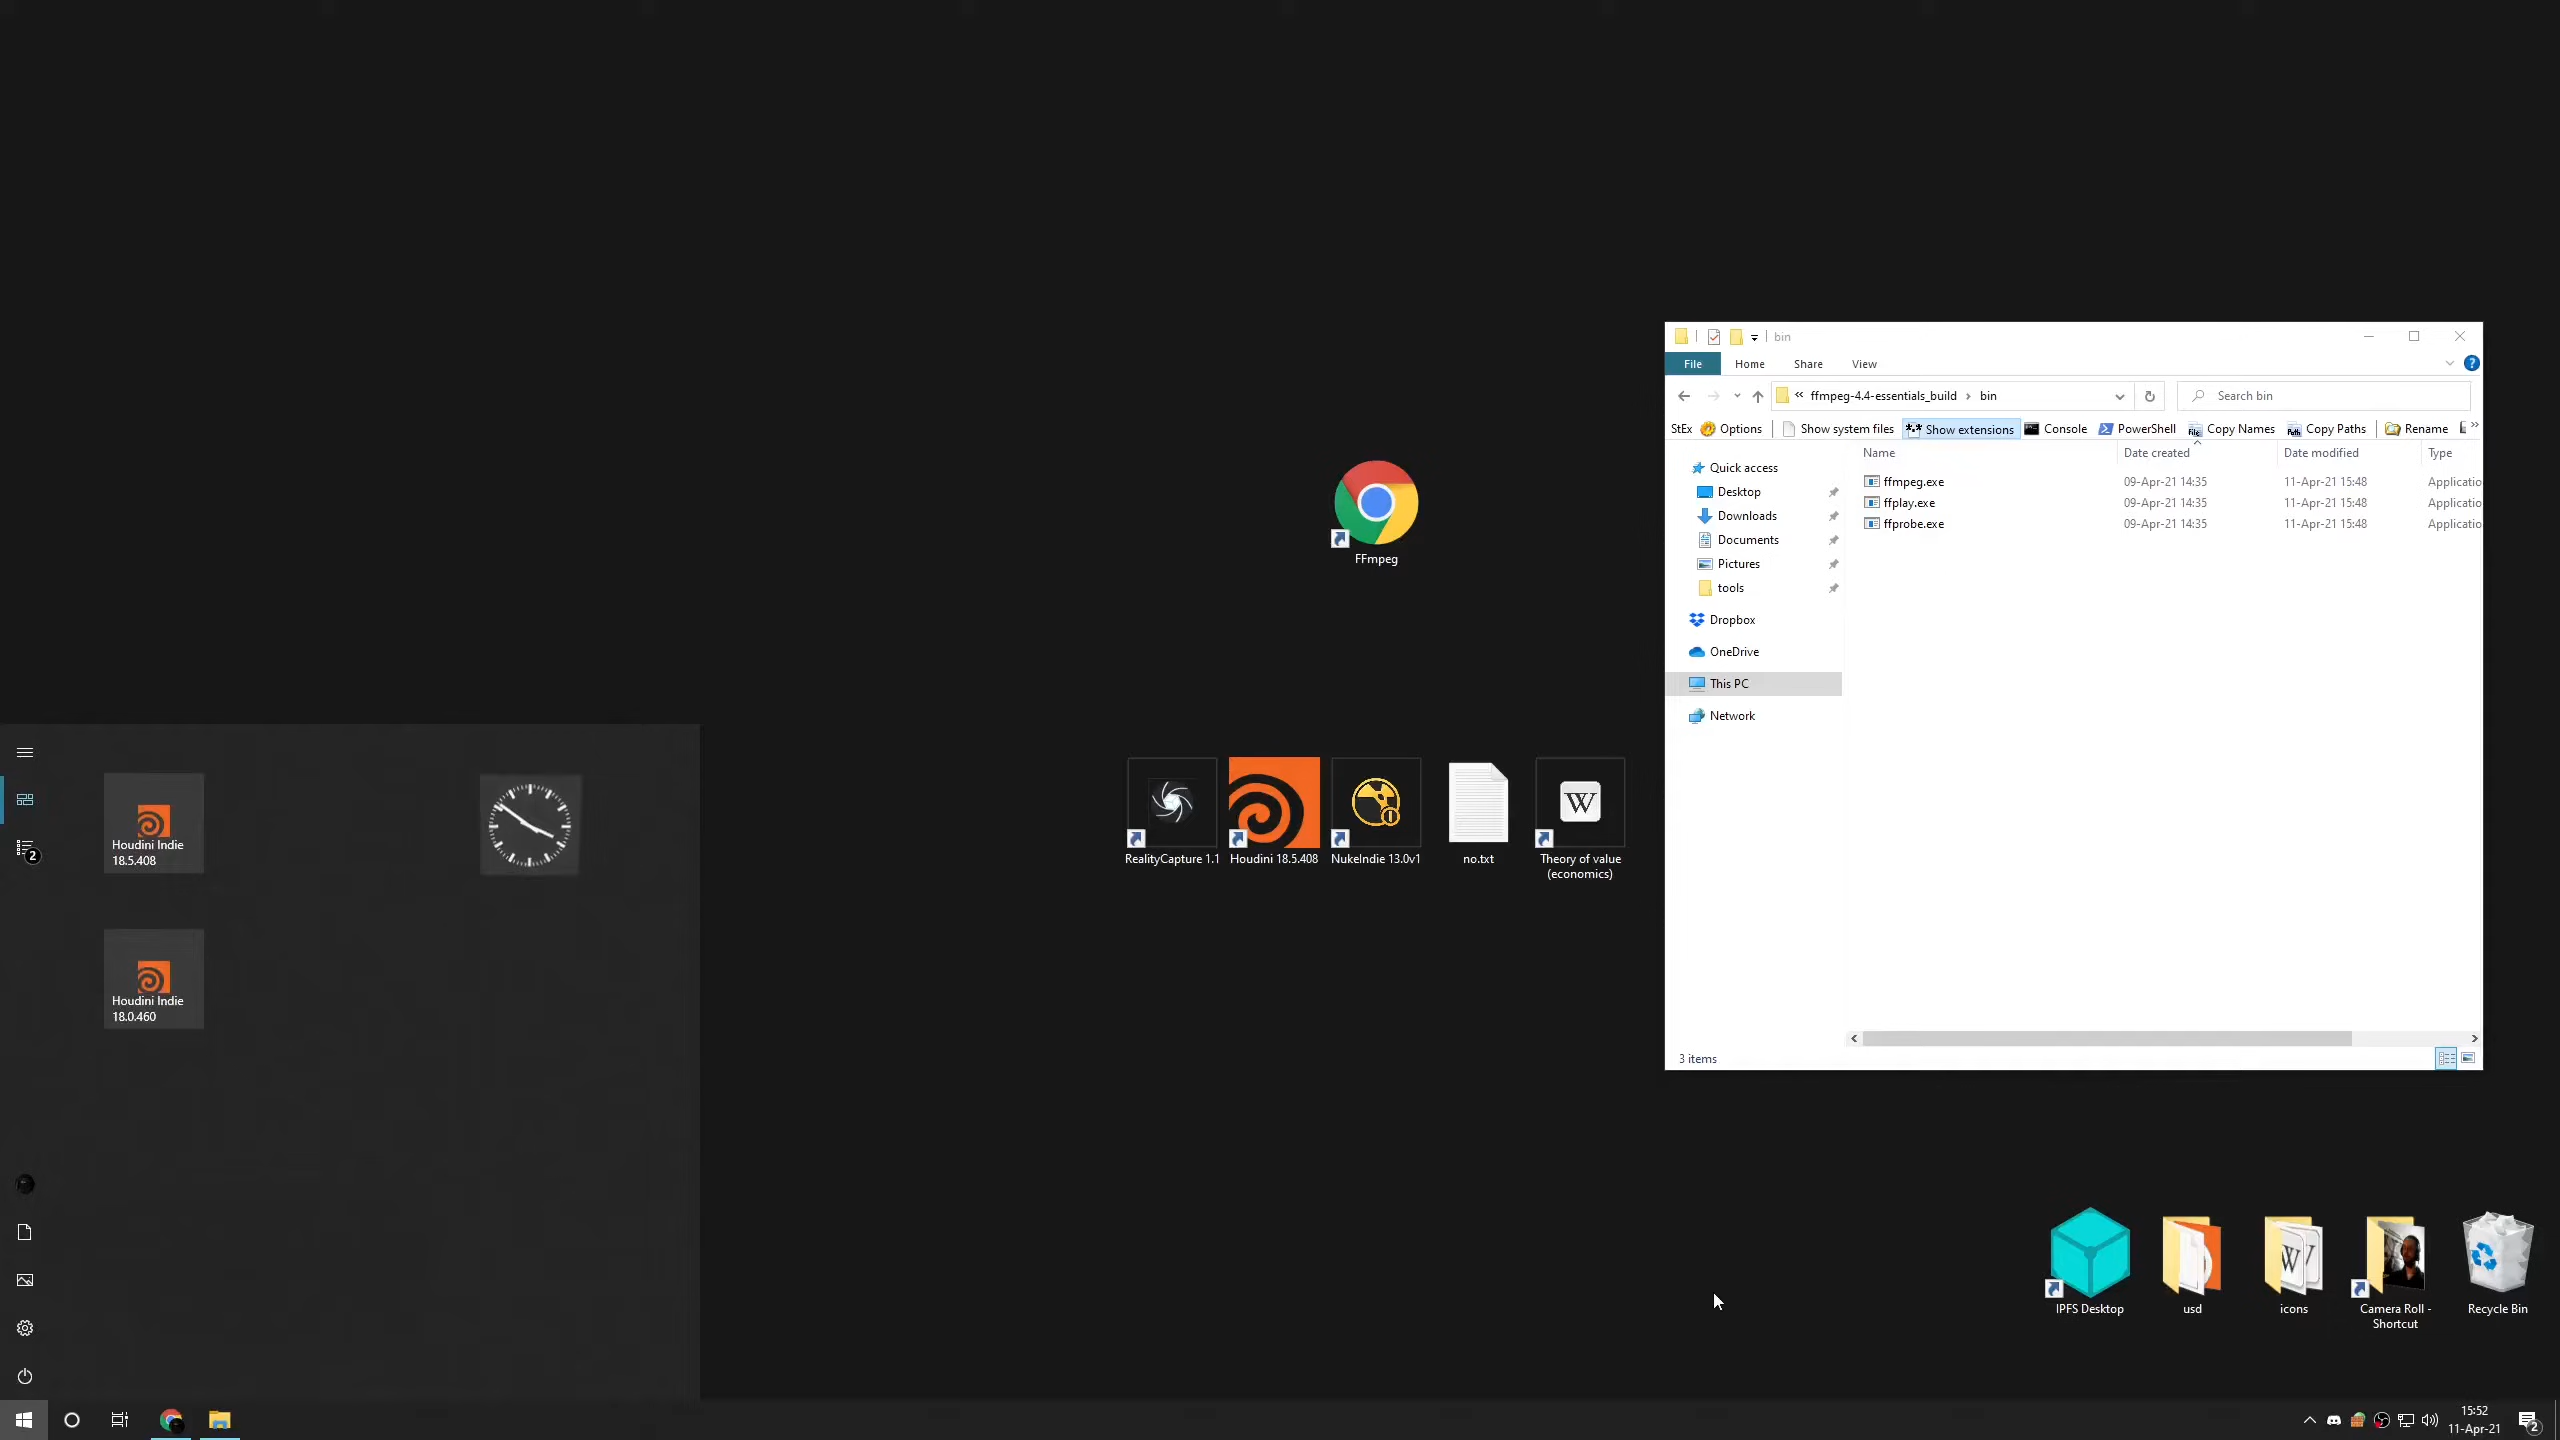 bin
File
Home
Share
View
ffmpeg-4.4-essentials_build
bin
Search bin
StEx
Options
Show system files
Show extensions
Console
PowerShell
Copy Names
Copy Paths
Rename
Name
Date created
Date modified
Type
ffmpeg.exe
09-Apr-21 14:35
11-Apr-21 15:48
Applicatio
ffplay.exe
09-Apr-21 14:35
11-Apr-21 15:48
Applicatio
ffprobe.exe
09-Apr-21 14:35
11-Apr-21 15:48
Applicatio
Quick access
Desktop
Downloads
Documents
Pictures
tools
Dropbox
OneDrive
This PC
Network
3 items
FFmpeg
RealityCapture 1.1
Houdini 18.5.408
NukeIndie 13.0v1
no.txt
W
Theory of value
(economics)
2
Houdini Indie
18.5.408
Houdini Indie
18.0.460
IPFS Desktop
usd
W
icons
Camera Roll -
Shortcut
Recycle Bin
15:52
11-Apr-21
2